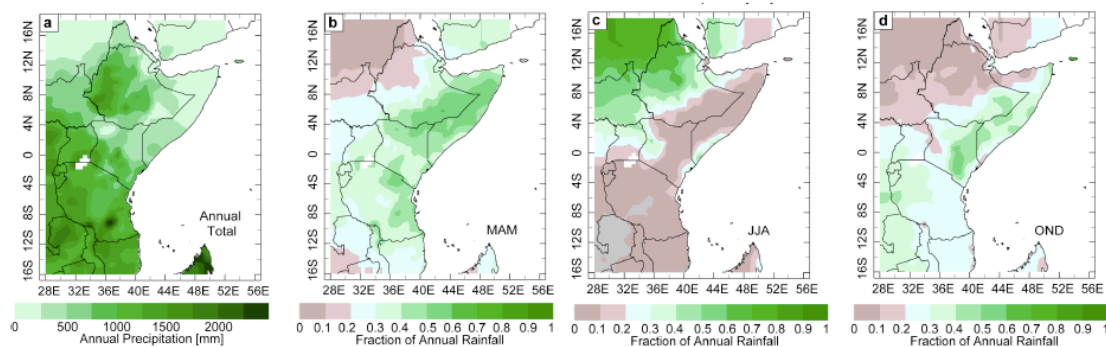 a
16N
12N
8N
4N
0
4S
8S
12S
16S
Annual
Total
28E 32E 36E 40E 44E 48E 52E 56E
0 500 1000 1500 2000
Annual Precipitation [mm]
b
16N
12N
8N
4N
0
4S
8S
12S
16S
MAM
28E 32E 36E 40E 44E 48E 52E 56E
0 0.1 0.2 0.3 0.4 0.5 0.6 0.7 0.8 0.9 1
Fraction of Annual Rainfall
c
16N
12N
8N
4N
0
4S
8S
12S
16S
JJA
28E 32E 36E 40E 44E 48E 52E 56E
0 0.1 0.2 0.3 0.4 0.5 0.6 0.7 0.8 0.9 1
Fraction of Annual Rainfall
d
16N
12N
8N
4N
0
4S
8S
12S
16S
OND
28E 32E 36E 40E 44E 48E 52E 56E
0 0.1 0.2 0.3 0.4 0.5 0.6 0.7 0.8 0.9 1
Fraction of Annual Rainfall